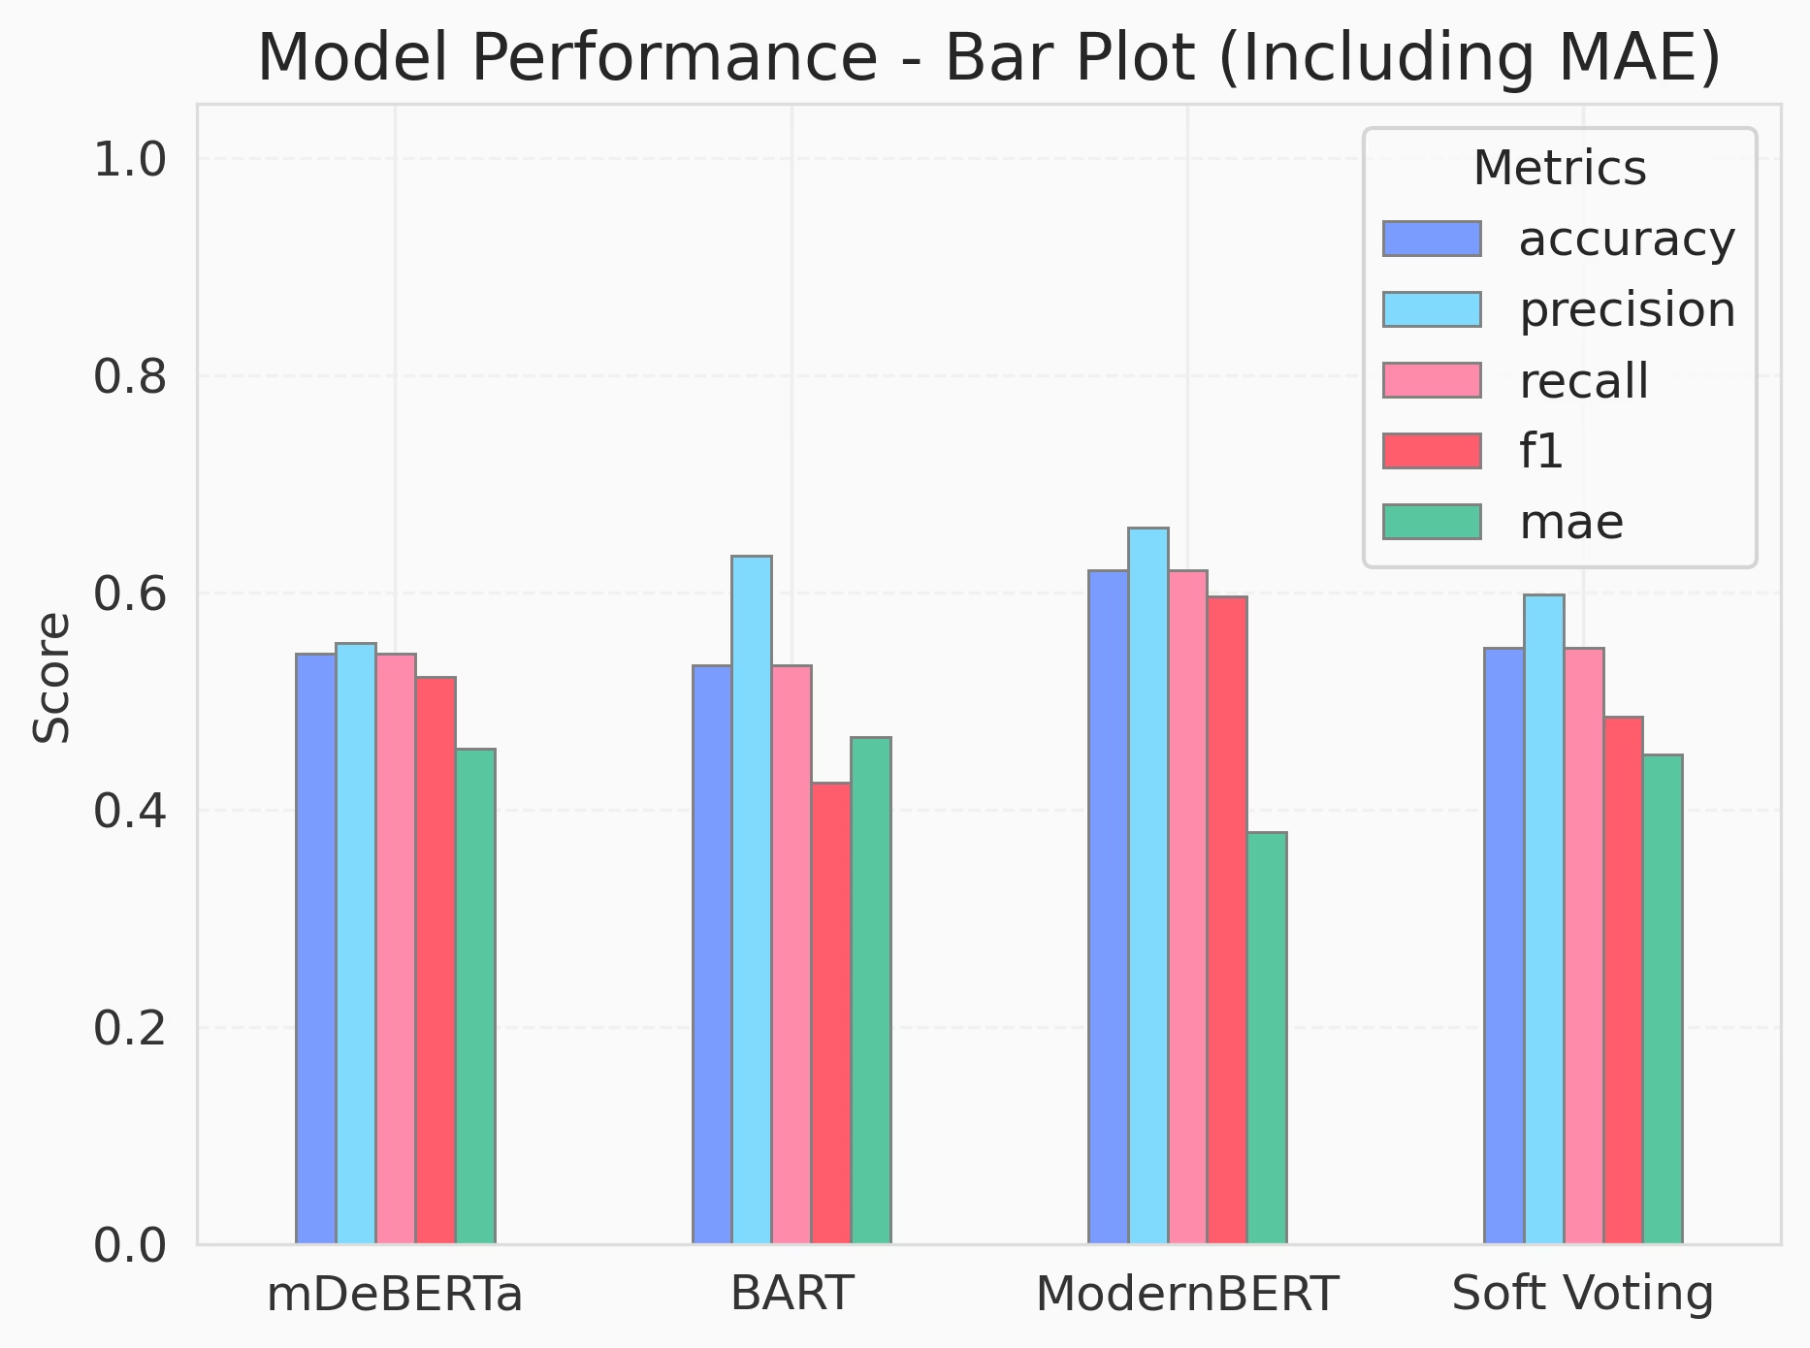 Model Performance - Bar Plot (Including MAE)
Metrics
accuracy
precision
recall
f1
mae
Score
1.0
0.8
0.6
0.4
0.2
0.0
mDeBERTa
BART
ModernBERT
Soft Voting